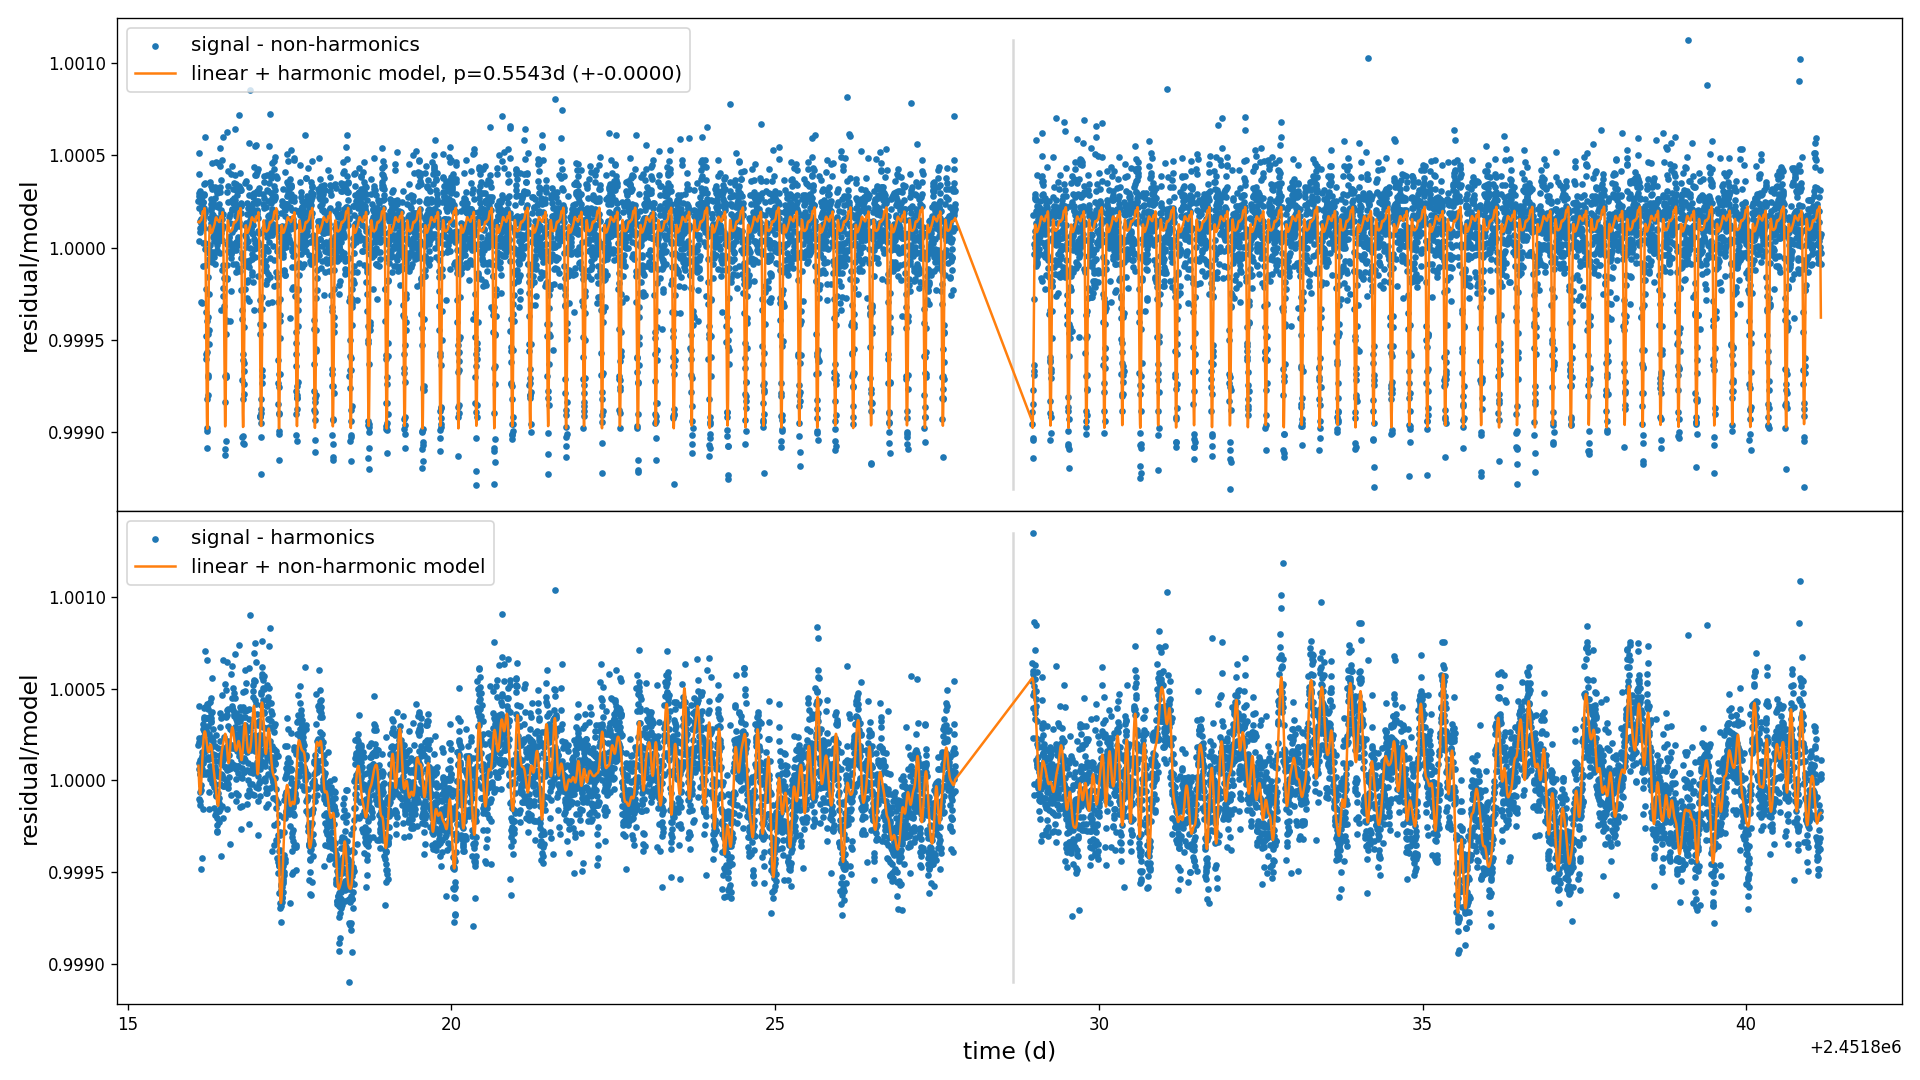 signal - non-harmonics
linear + harmonic model, p=0.5543d (+-0.0000)
1.0010
1.0005
1.0000
0.9995
0.9990
residual/model
signal - harmonics
linear + non-harmonic model
1.0010
1.0005
1.0000
0.9995
0.9990
residual/model
15 20 25 30 35 40
time (d)
+2.4518e6